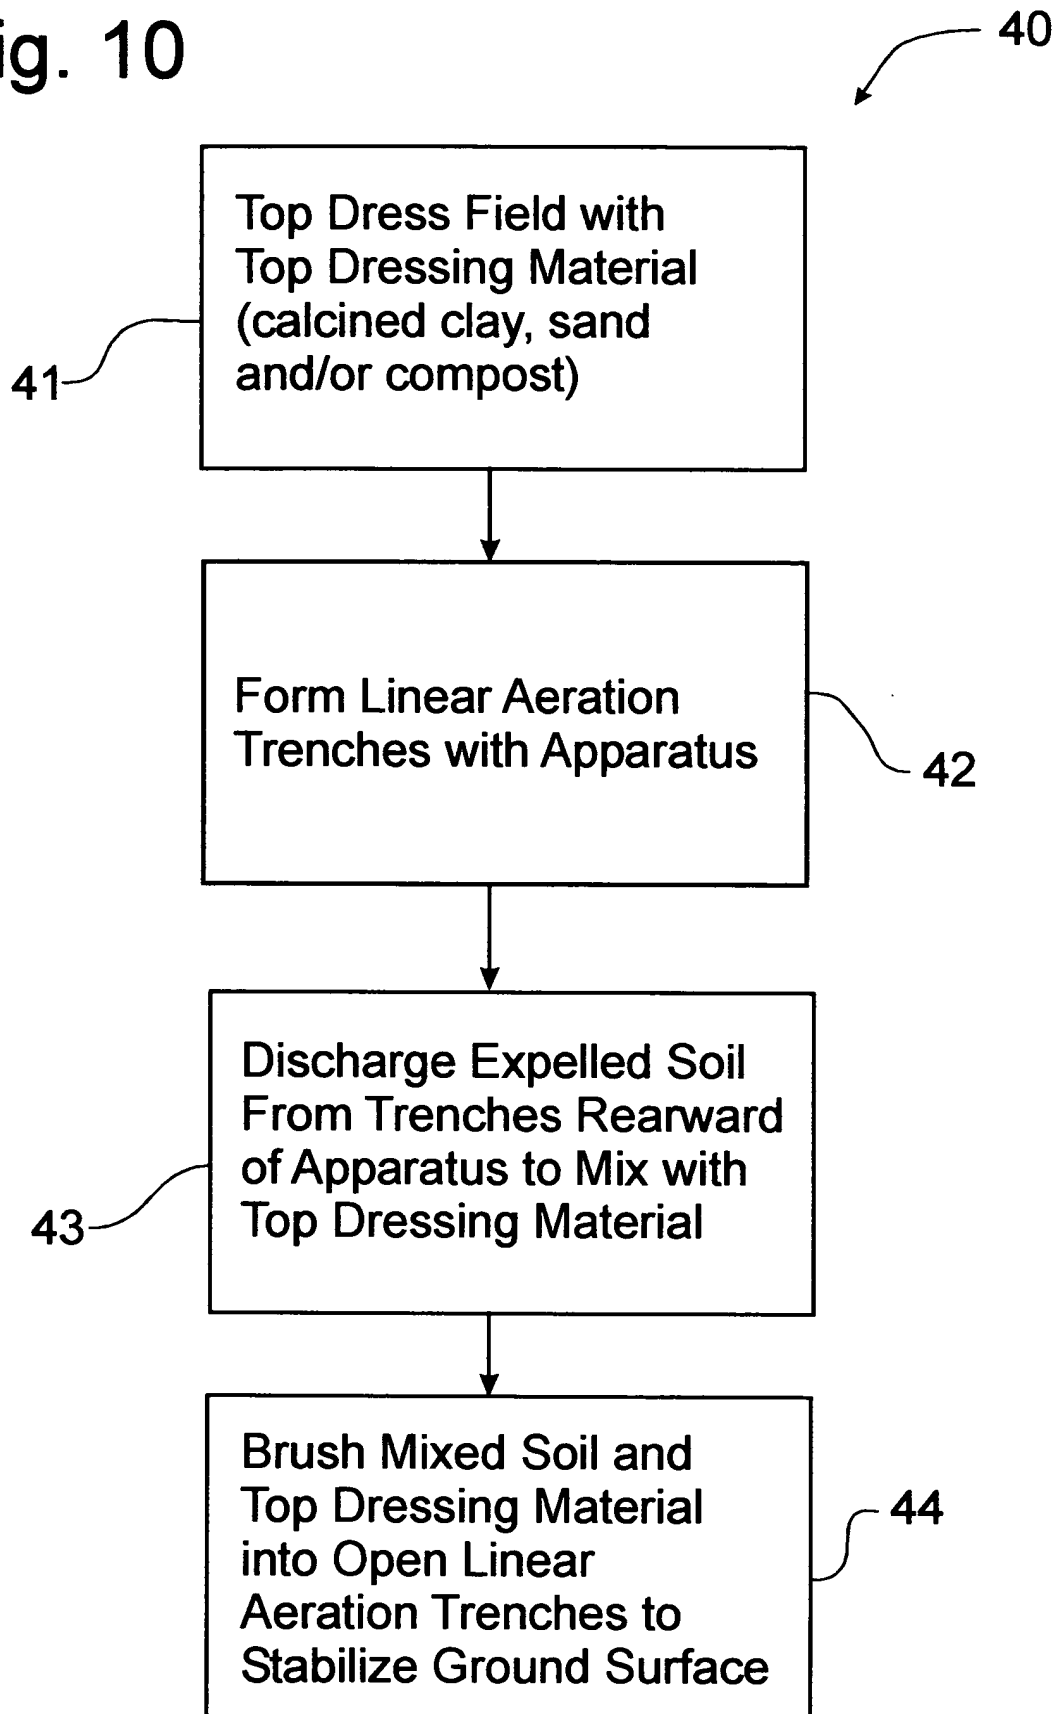 ig. 10
40
Top Dress Field with
Top Dressing Material
(calcined clay, sand
and/or compost)
41
Form Linear Aeration
Trenches with Apparatus
42
Discharge Expelled Soil
From Trenches Rearward
of Apparatus to Mix with
Top Dressing Material
43
Brush Mixed Soil and
Top Dressing Material
into Open Linear
Aeration Trenches to
Stabilize Ground Surface
44